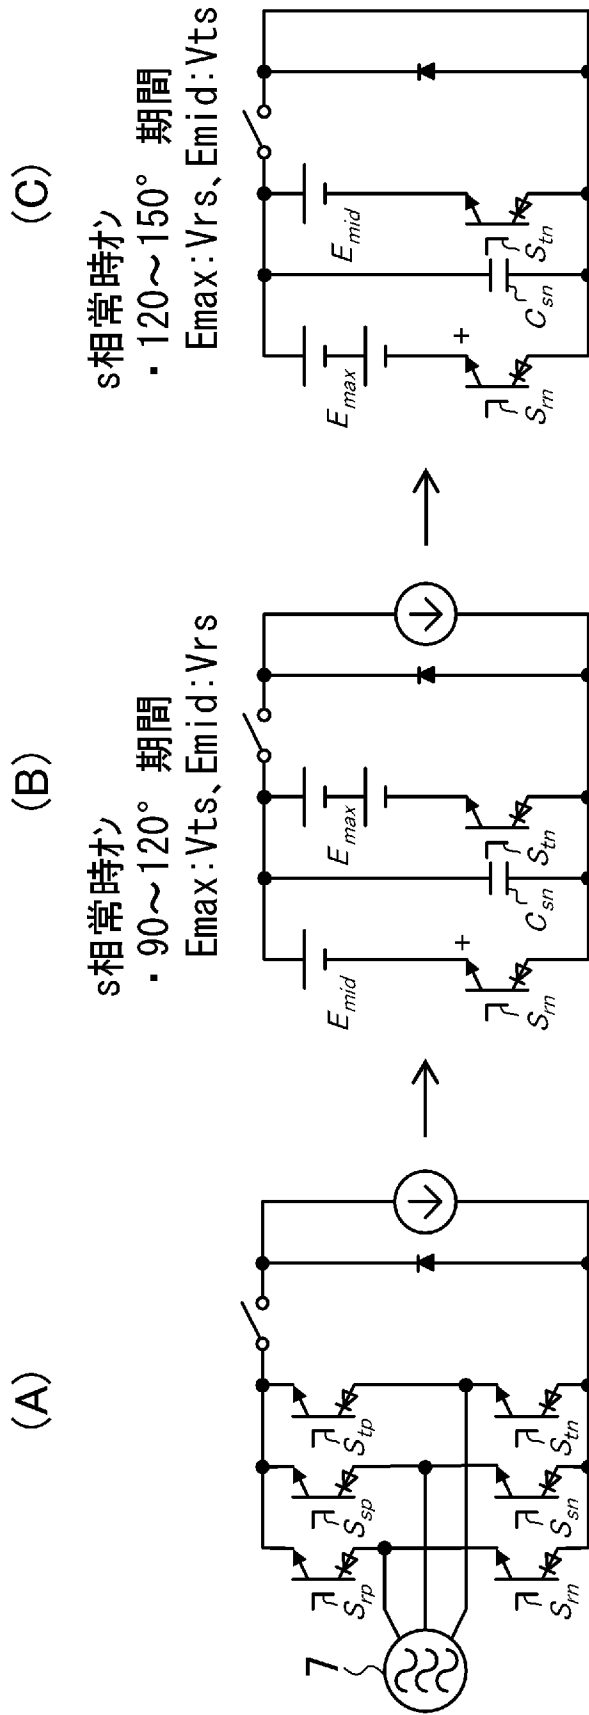 (A)
7
Srp
Ssp
Stp
Srn
Ssn
Stn
(B)
s相常時オン
・90～120° 期間
Emax:Vts、Emid:Vrs
Emid
Emax
+
Srn
Csn
Stn
(C)
s相常時オン
・120～150° 期間
Emax:Vrs、Emid:Vts
Emax
Emid
+
Srn
Csn
Stn